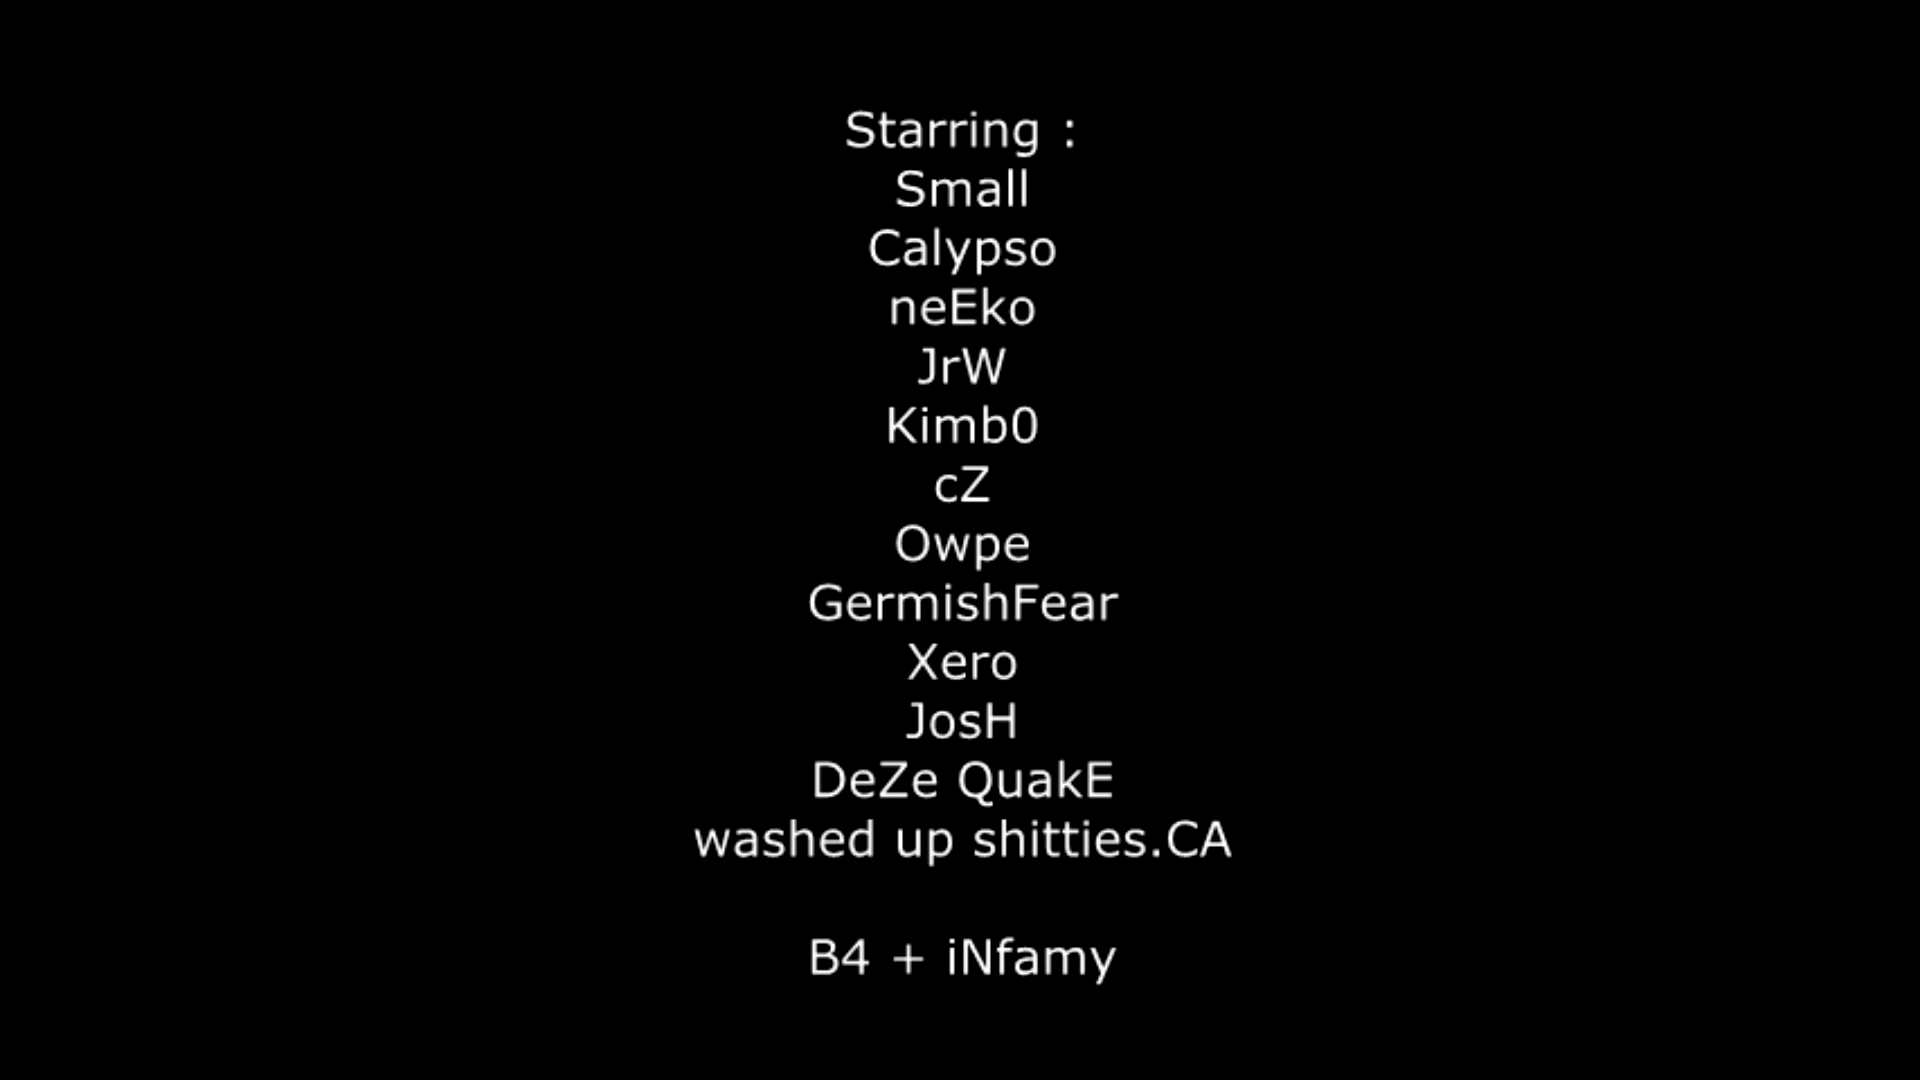 Starring :
Small
Calypso
neEko
JrW
Kimb0
cZ
Owpe
GermishFear
Xero
JosH
DeZe QuakE
washed up shitties.CA
B4 + iNfamy